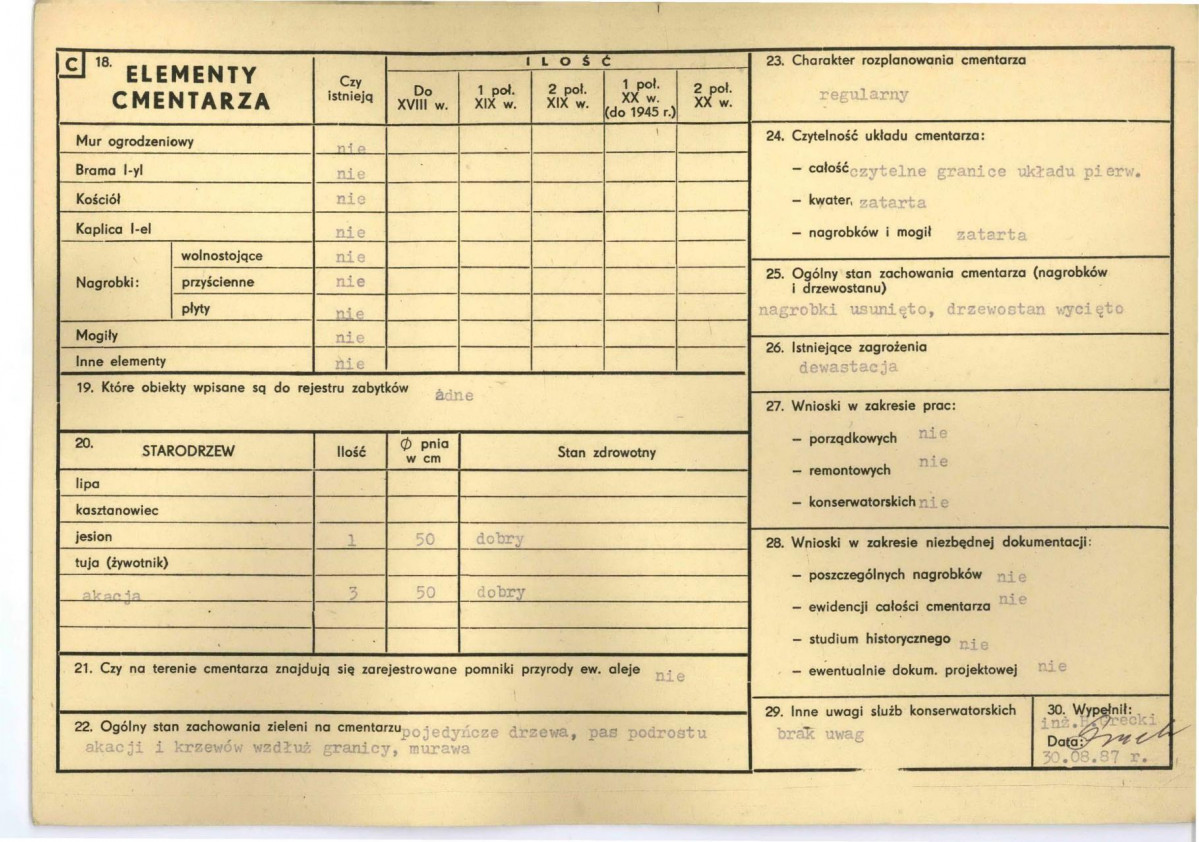 C 18. ELEMENTY CMENTARZA
Czy istnieją
ILOŚĆ
Do XVIII w.
1 poł. XIX w.
2 poł. XIX w.
1 poł. XX w. (do 1945 r.)
2 poł. XX w.
Mur ogrodzeniowy nie
Brama I-yl nie
Kościół nie
Kaplica I-el nie
Nagrobki:
wolnostojące nie
przyścienne nie
płyty nie
Mogiły nie
Inne elementy nie
19. Które obiekty wpisane są do rejestru zabytków żadne
20. STARODRZEW Ilość Ø pnia w cm Stan zdrowotny
lipa
kasztanowiec
jesion 1 50 dobry
tuja (żywotnik)
akacja 3 50 dobry
21. Czy na terenie cmentarza znajdują się zarejestrowane pomniki przyrody ew. aleje nie
22. Ogólny stan zachowania zieleni na cmentarzu pojedyńcze drzewa, pas podrostu
akacji i krzewów wzdłuż granicy, murawa
23. Charakter rozplanowania cmentarza
regularny
24. Czytelność układu cmentarza:
– całość czytelne granice układu pierw.
– kwater, zatarta
– nagrobków i mogił zatarta
25. Ogólny stan zachowania cmentarza (nagrobków
i drzewostanu)
nagrobki usunięto, drzewostan wycięto
26. Istniejące zagrożenia
dewastacja
27. Wnioski w zakresie prac:
– porządkowych nie
– remontowych nie
– konserwatorskich nie
28. Wnioski w zakresie niezbędnej dokumentacji:
– poszczególnych nagrobków nie
– ewidencji całości cmentarza nie
– studium historycznego nie
– ewentualnie dokum. projektowej nie
29. Inne uwagi służb konserwatorskich
brak uwag
30. Wypełnił:
inż.
Data:
30.08.87 r.